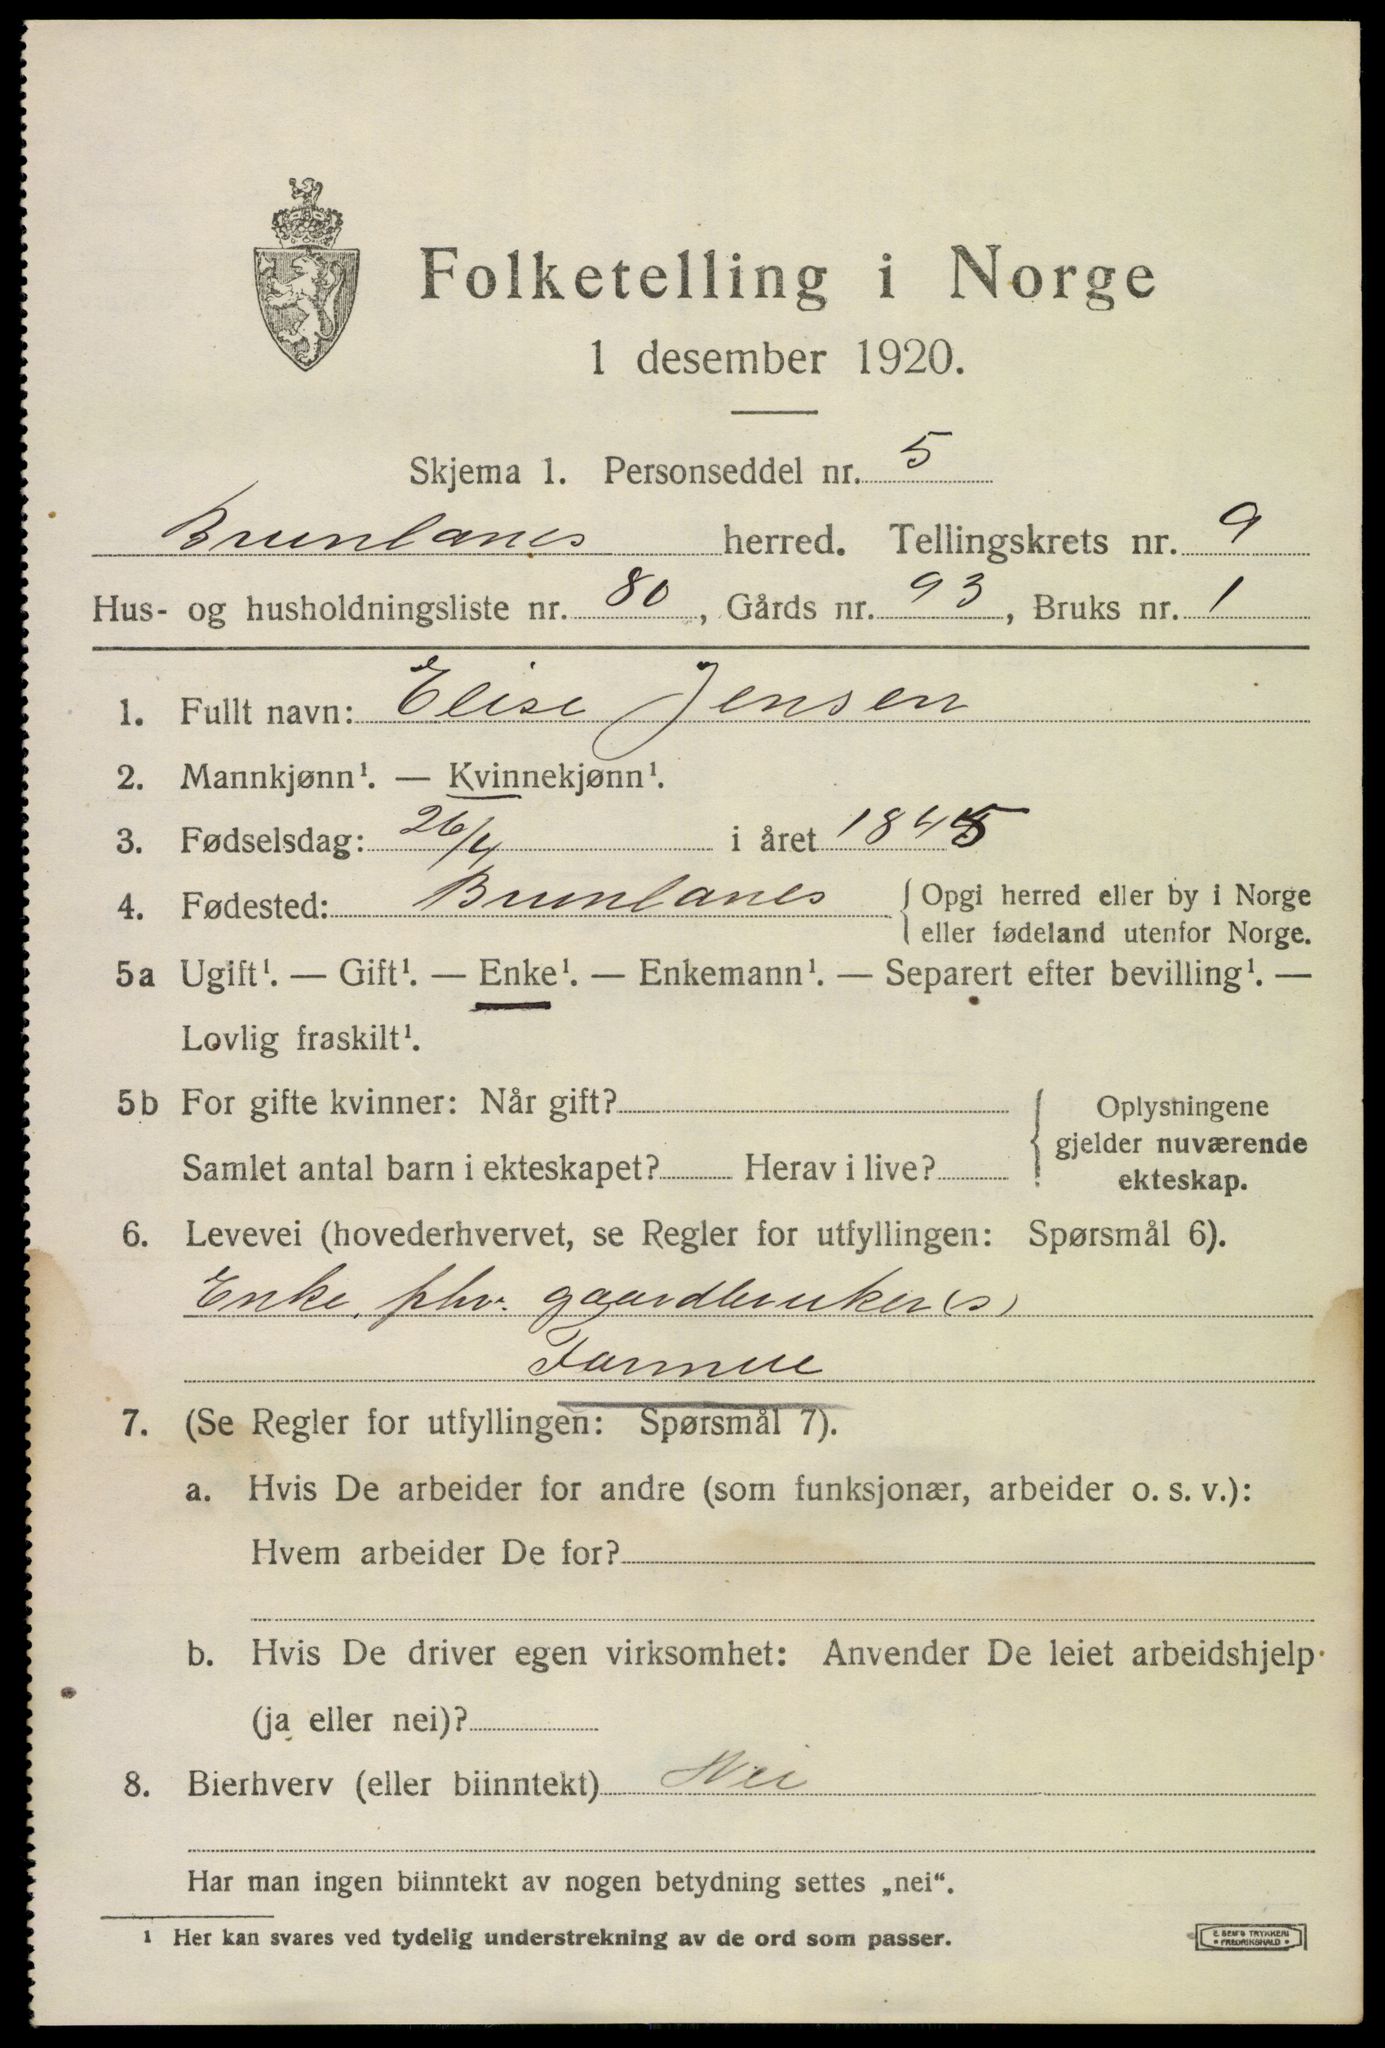 Folketelling i Norge
1 desember 1920.
Skjema 1. Personseddel nr. 5
Brunlanes herred. Tellingskrets nr. 9
Hus- og husholdningsliste nr. 80, Gårds nr. 93, Bruks nr. 1
1. Fullt navn: Elise Jensen
2. Mannkjønn¹. — Kvinnekjønn¹.
3. Fødselsdag: 26/4 i året 1845
4. Fødested: Brunlanes { Opgi herred eller by i Norge
eller fødeland utenfor Norge.
5a Ugift¹. — Gift¹. — Enke¹. — Enkemann¹. — Separert efter bevilling¹. —
Lovlig fraskilt¹.
5b For gifte kvinner: Når gift?
Samlet antal barn i ekteskapet? Herav i live?
Oplysningene
gjelder nuværende
ekteskap.
6. Levevei (hovederhvervet, se Regler for utfyllingen: Spørsmål 6).
Enke, fhv. gaardbruker(s)
7. (Se Regler for utfyllingen: Spørsmål 7).
a. Hvis De arbeider for andre (som funksjonær, arbeider o. s. v.):
Hvem arbeider De for?
b. Hvis De driver egen virksomhet: Anvender De leiet arbeidshjelp
(ja eller nei)?
8. Bierhverv (eller biinntekt) Nei
Har man ingen biinntekt av nogen betydning settes „nei“.
¹ Her kan svares ved tydelig understrekning av de ord som passer.
E. SEM'S TRYKKERI
FREDRIKSHALD